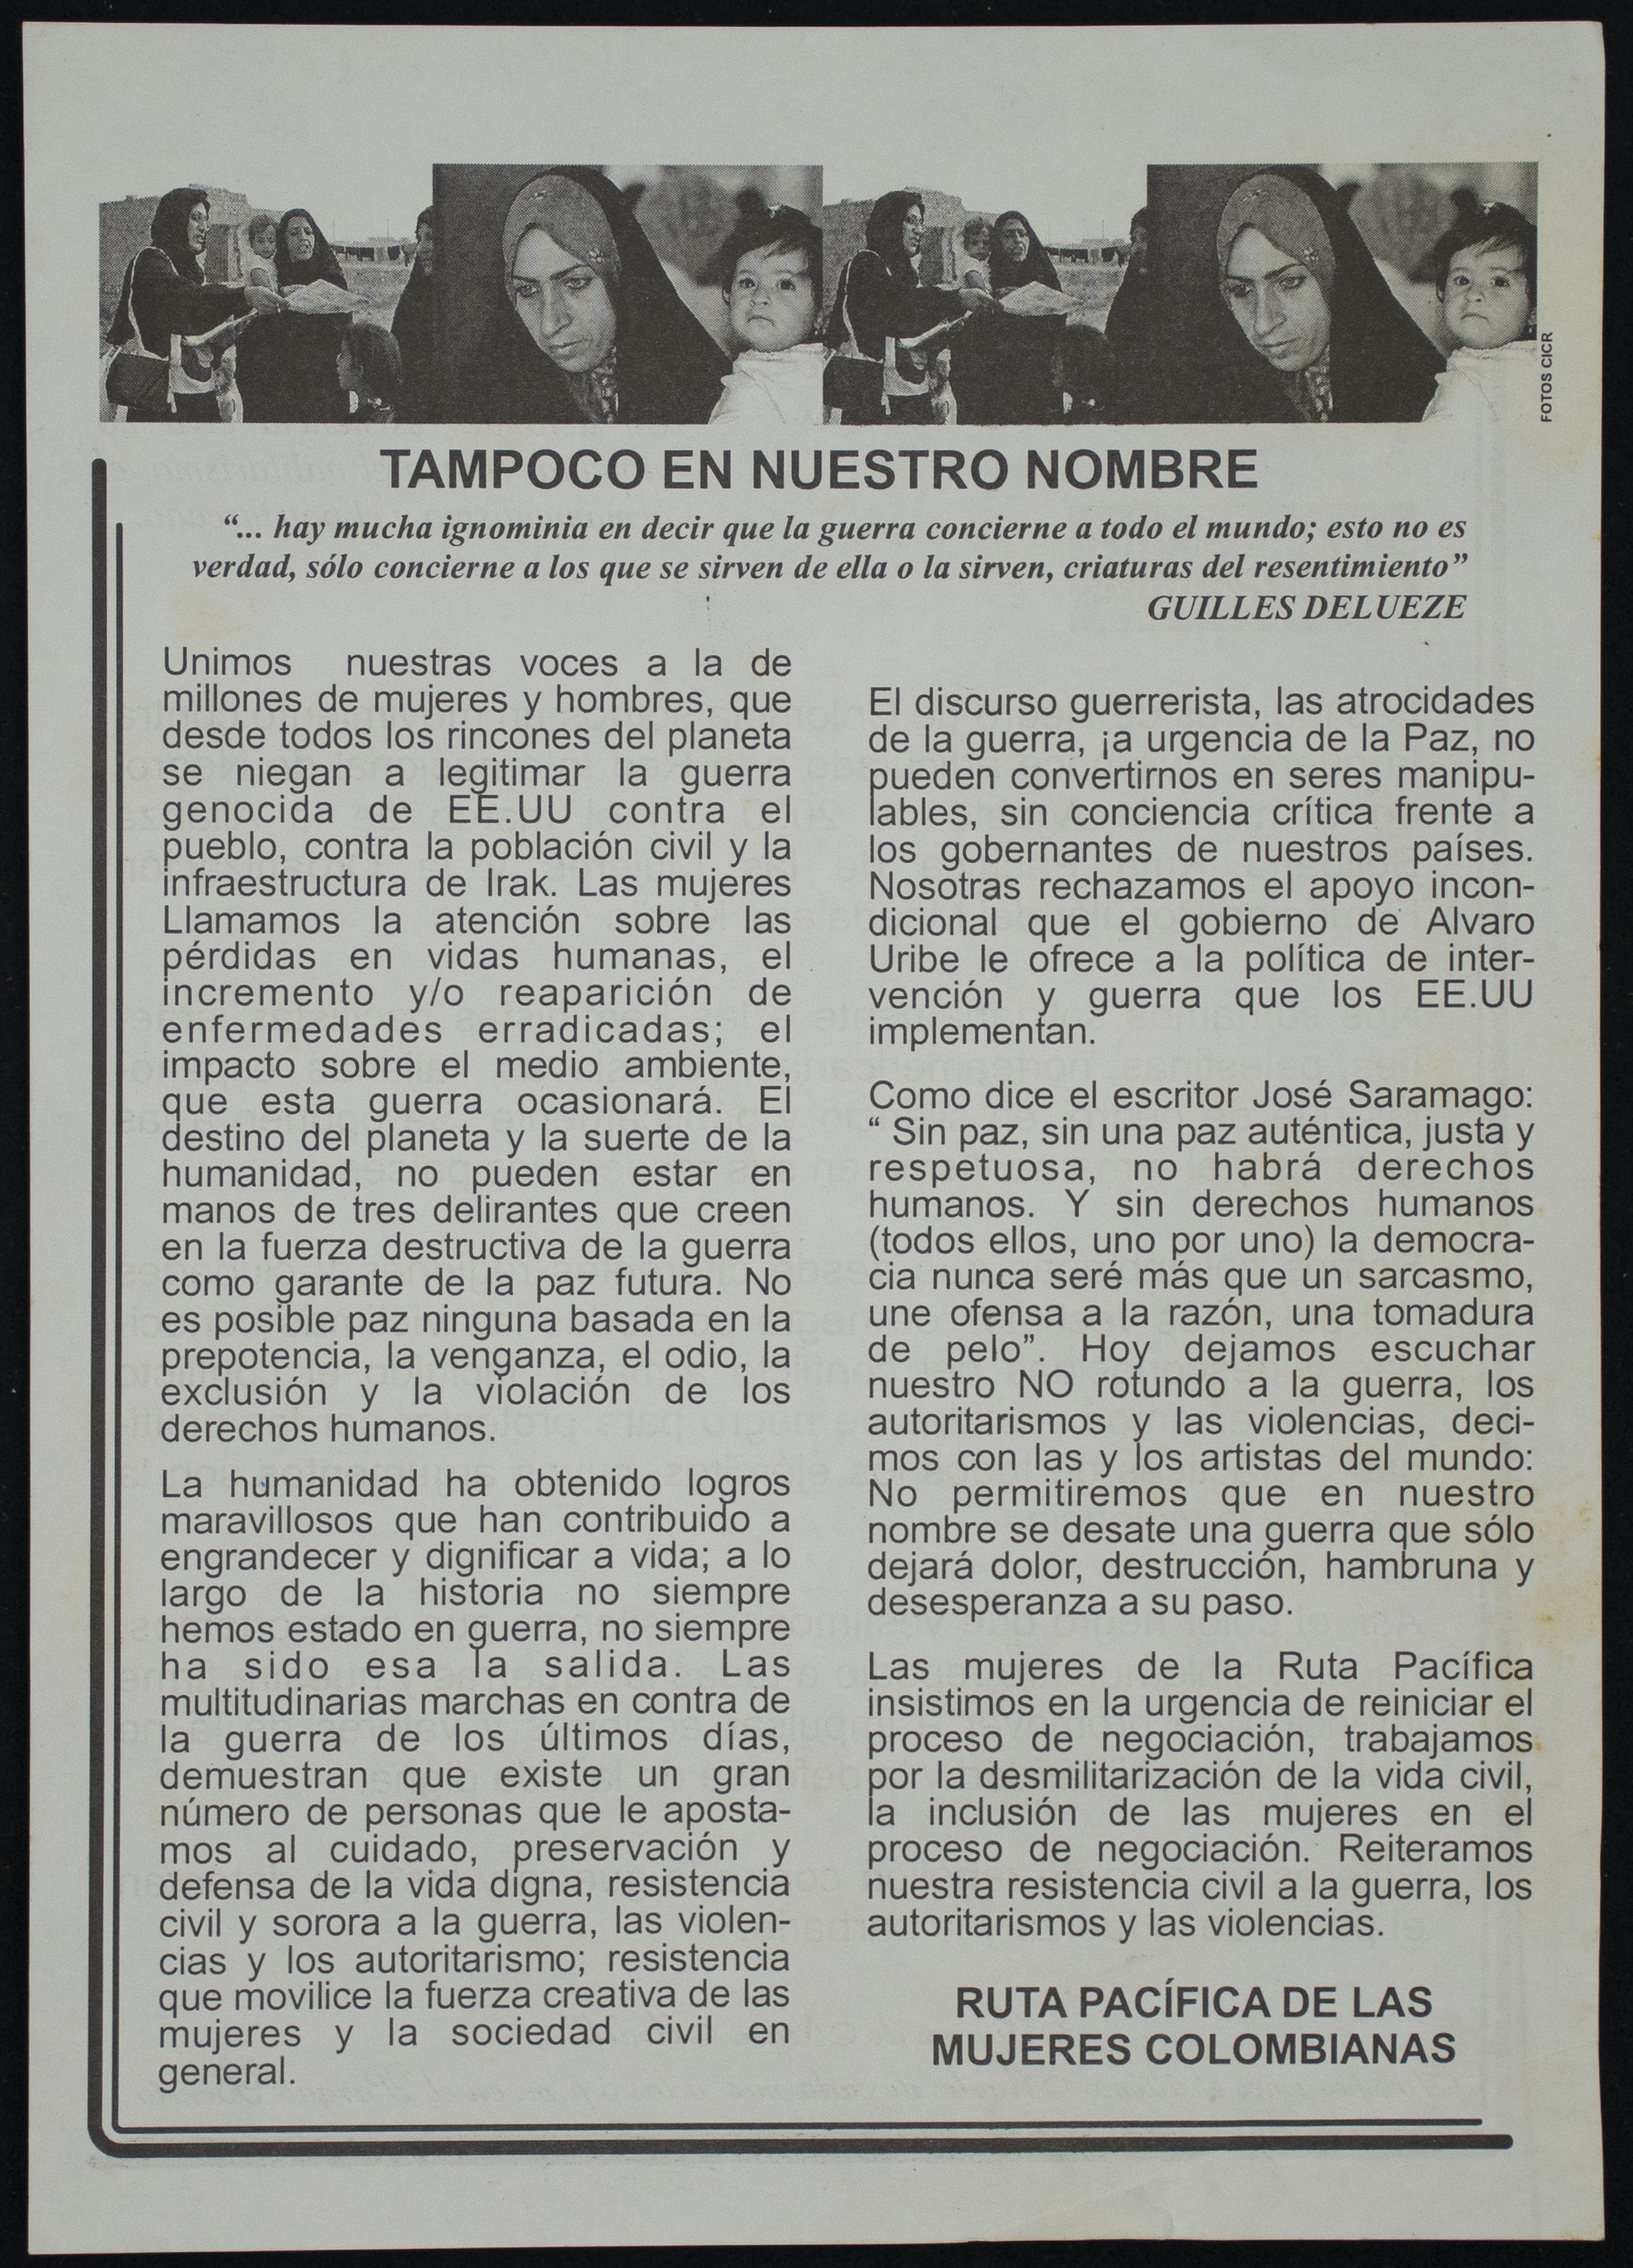 FOTOS CICR
TAMPOCO EN NUESTRO NOMBRE
“... hay mucha ignominia en decir que la guerra concierne a todo el mundo; esto no es
verdad, sólo concierne a los que se sirven de ella o la sirven, criaturas del resentimiento”
GUILLES DELUEZE
Unimos nuestras voces a la de
millones de mujeres y hombres, que
desde todos los rincones del planeta
se niegan a legitimar la guerra
genocida de EE.UU contra el
pueblo, contra la población civil y la
infraestructura de Irak. Las mujeres
Llamamos la atención sobre las
pérdidas en vidas humanas, el
incremento y/o reaparición de
enfermedades erradicadas; el
impacto sobre el medio ambiente,
que esta guerra ocasionará. El
destino del planeta y la suerte de la
humanidad, no pueden estar en
manos de tres delirantes que creen
en la fuerza destructiva de la guerra
como garante de la paz futura. No
es posible paz ninguna basada en la
prepotencia, la venganza, el odio, la
exclusión y la violación de los
derechos humanos.
La humanidad ha obtenido logros
maravillosos que han contribuido a
engrandecer y dignificar a vida; a lo
largo de la historia no siempre
hemos estado en guerra, no siempre
ha sido esa la salida. Las
multitudinarias marchas en contra de
la guerra de los últimos días,
demuestran que existe un gran
número de personas que le aposta-
mos al cuidado, preservación y
defensa de la vida digna, resistencia
civil y sorora a la guerra, las violen-
cias y los autoritarismo; resistencia
que movilice la fuerza creativa de las
mujeres y la sociedad civil en
general.
El discurso guerrerista, las atrocidades
de la guerra, ¡a urgencia de la Paz, no
pueden convertirnos en seres manipu-
lables, sin conciencia crítica frente a
los gobernantes de nuestros países.
Nosotras rechazamos el apoyo incon-
dicional que el gobierno de Alvaro
Uribe le ofrece a la política de inter-
vención y guerra que los EE.UU
implementan.
Como dice el escritor José Saramago:
“ Sin paz, sin una paz auténtica, justa y
respetuosa, no habrá derechos
humanos. Y sin derechos humanos
(todos ellos, uno por uno) la democra-
cia nunca seré más que un sarcasmo,
une ofensa a la razón, una tomadura
de pelo”. Hoy dejamos escuchar
nuestro NO rotundo a la guerra, los
autoritarismos y las violencias, deci-
mos con las y los artistas del mundo:
No permitiremos que en nuestro
nombre se desate una guerra que sólo
dejará dolor, destrucción, hambruna y
desesperanza a su paso.
Las mujeres de la Ruta Pacífica
insistimos en la urgencia de reiniciar el
proceso de negociación, trabajamos
por la desmilitarización de la vida civil,
la inclusión de las mujeres en el
proceso de negociación. Reiteramos
nuestra resistencia civil a la guerra, los
autoritarismos y las violencias.
RUTA PACÍFICA DE LAS
MUJERES COLOMBIANAS